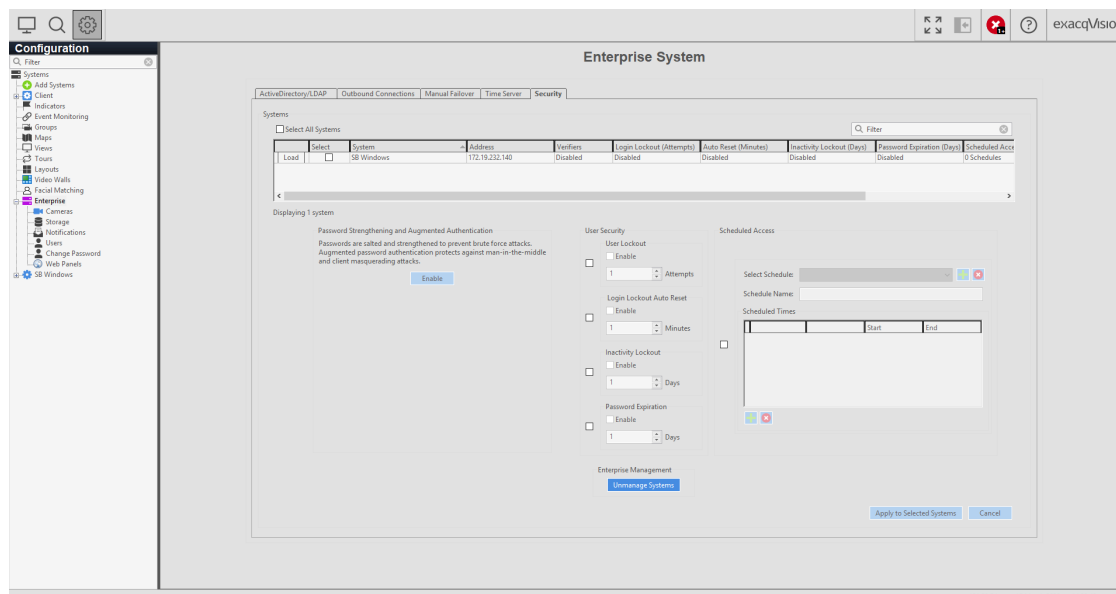 exacqVisio
Configuration
Filter
Systems
Add Systems
Client
Indicators
Event Monitoring
Groups
Maps
Views
Tours
Layouts
Video Walls
Facial Matching
Enterprise
Cameras
Storage
Notifications
Users
Change Password
Web Panels
SB Windows
Enterprise System
ActiveDirectory/LDAP Outbound Connections Manual Failover Time Server Security
Systems
Select All Systems
Filter
Select System Address Verifiers Login Lockout (Attempts) Auto Reset (Minutes) Inactivity Lockout (Days) Password Expiration (Days) Scheduled Acce
Load SB Windows 172.19.232.140 Disabled Disabled Disabled Disabled Disabled 0 Schedules
Displaying 1 system
Password Strengthening and Augmented Authentication
Passwords are salted and strengthened to prevent brute force attacks.
Augmented password authentication protects against man-in-the-middle
and client masquerading attacks.
Enable
User Security
User Lockout
Enable
1 Attempts
Login Lockout Auto Reset
Enable
1 Minutes
Inactivity Lockout
Enable
1 Days
Password Expiration
Enable
1 Days
Enterprise Management
Unmanage Systems
Scheduled Access
Select Schedule:
Schedule Name:
Scheduled Times
Start End
Apply to Selected Systems Cancel